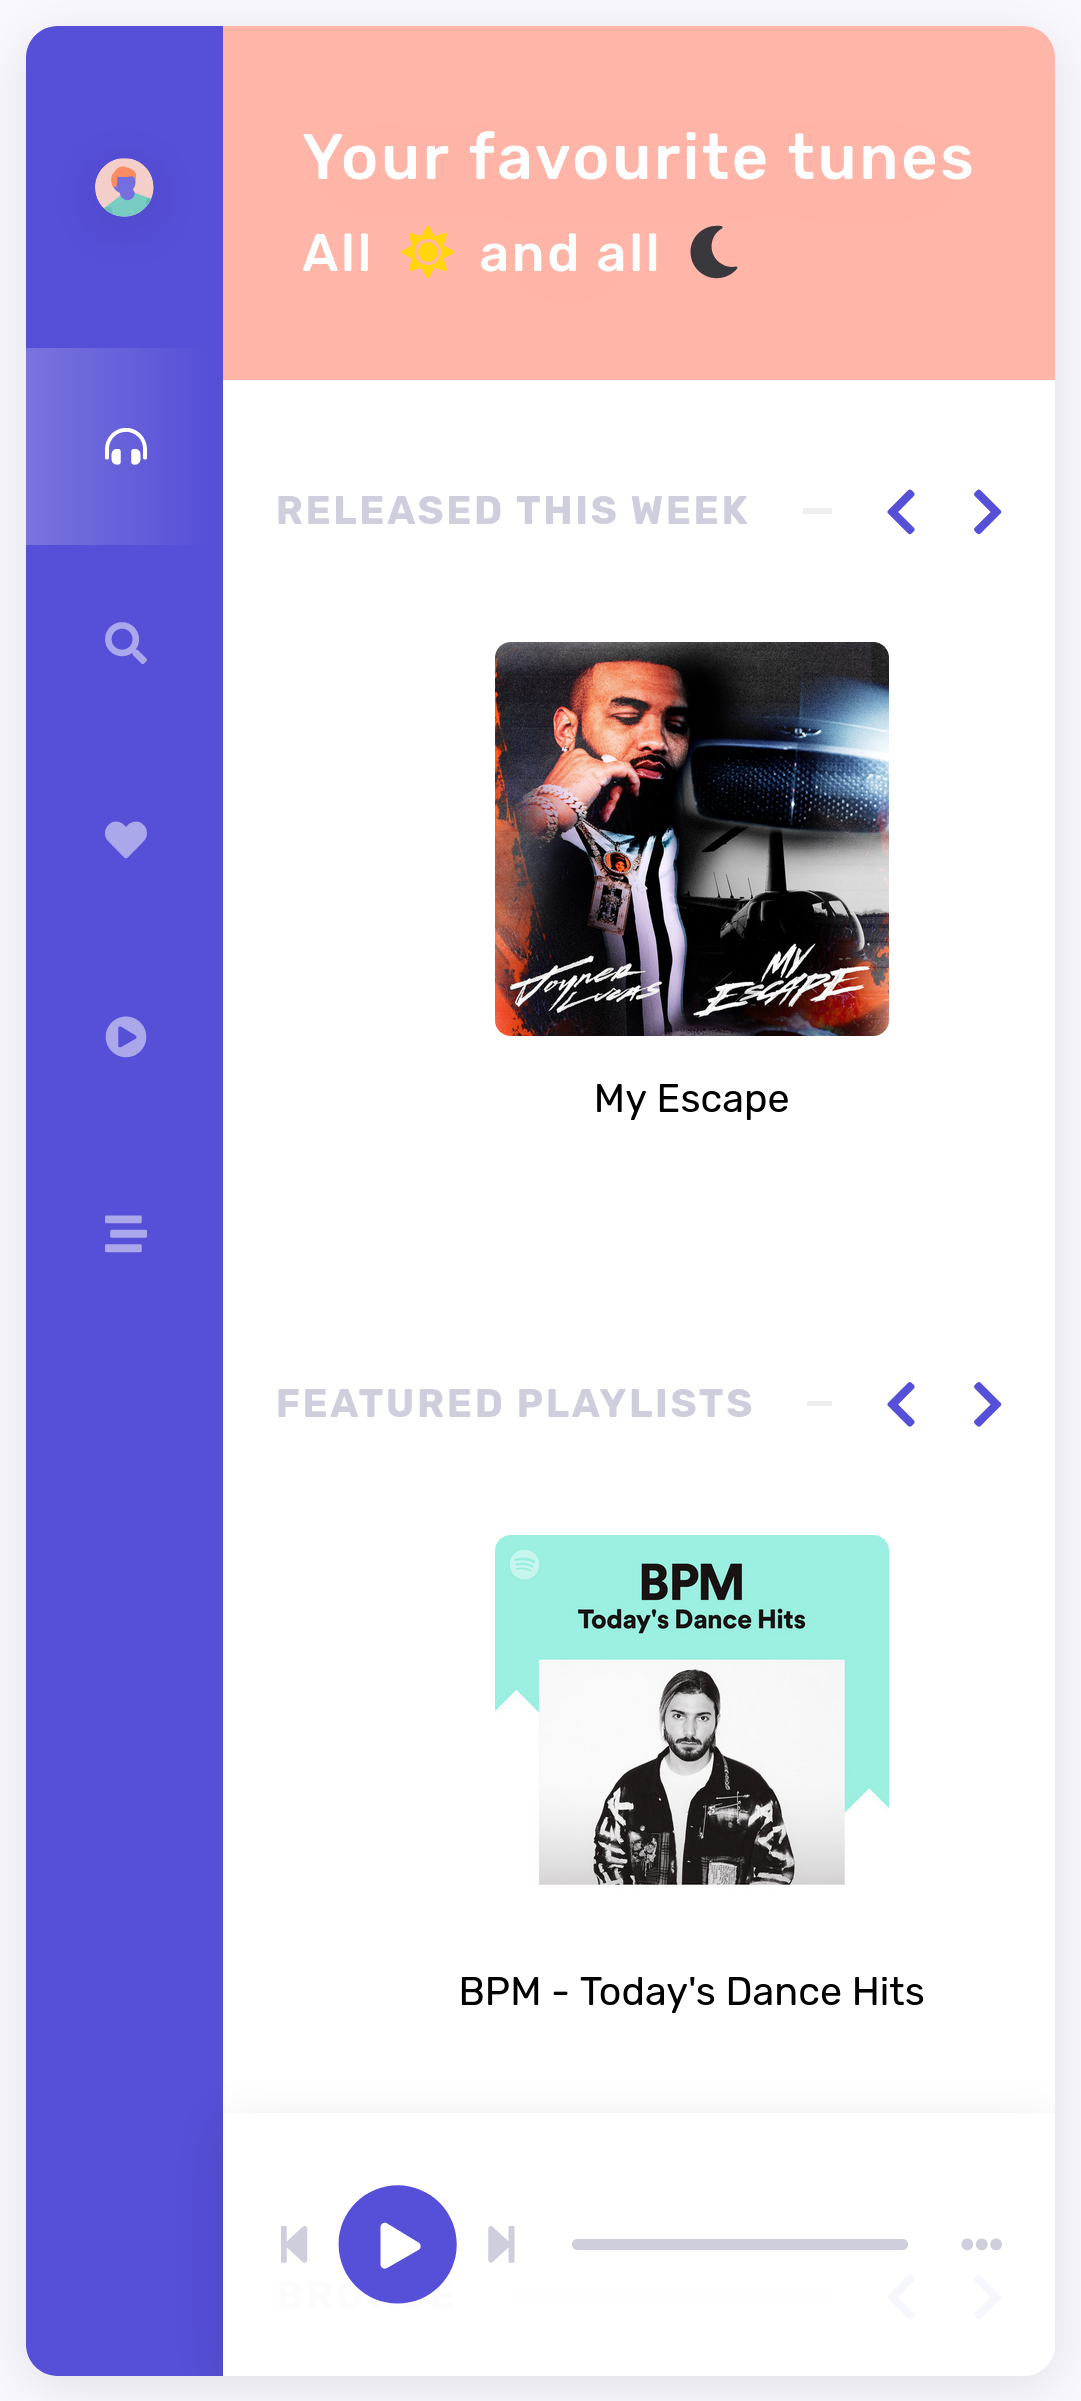 Your favourite tunes
All and all
RELEASED THIS WEEK
Joyner Lucas
MY ESCAPE
My Escape
FEATURED PLAYLISTS
BPM
Today's Dance Hits
BPM - Today's Dance Hits